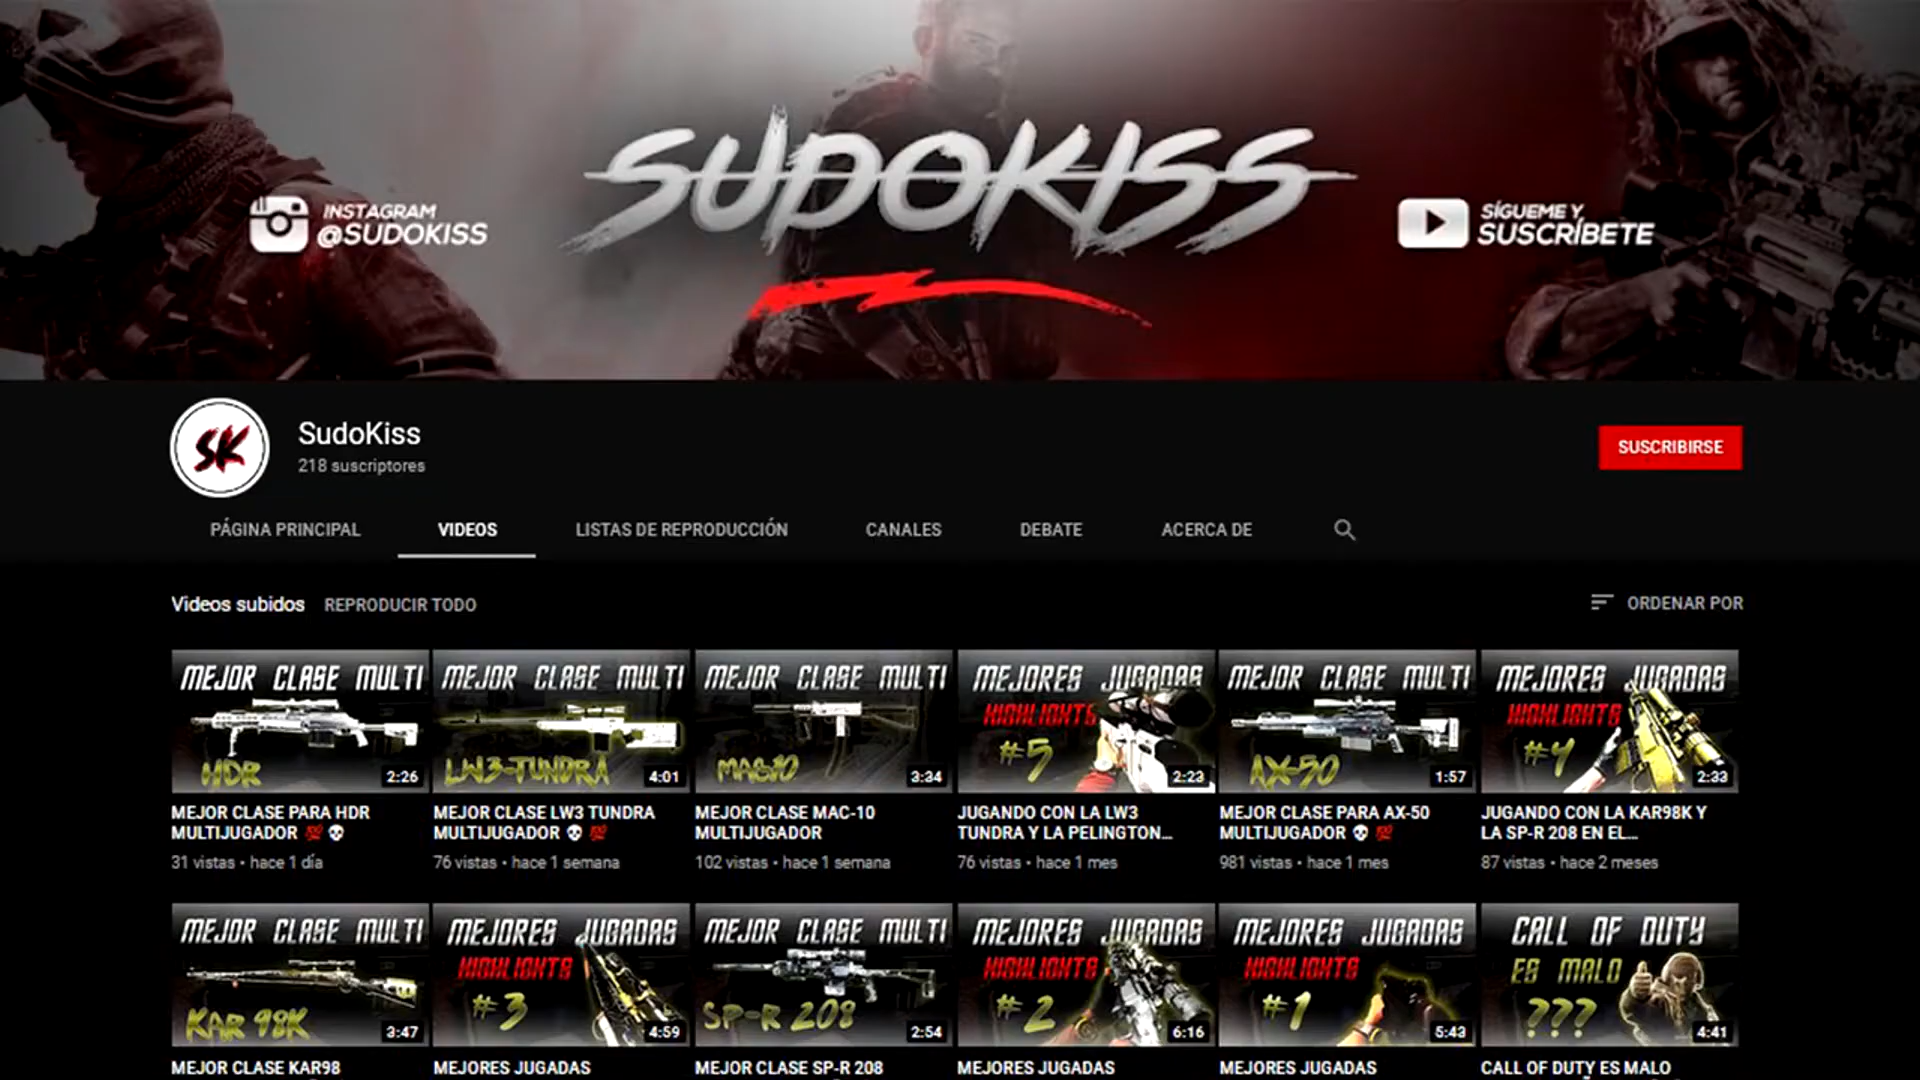 SUDOKISS
INSTAGRAM
@SUDOKISS
SÍGUEME Y
SUSCRÍBETE
SK
SudoKiss
218 suscriptores
SUSCRIBIRSE
PÁGINA PRINCIPAL
VIDEOS
LISTAS DE REPRODUCCIÓN
CANALES
DEBATE
ACERCA DE
Videos subidos
REPRODUCIR TODO
ORDENAR POR
MEJOR CLASE MULTI
HDR
2:26
MEJOR CLASE PARA HDR
MULTIJUGADOR 💯💀
31 vistas • hace 1 día
MEJOR CLASE MULTI
LW3-TUNDRA
4:01
MEJOR CLASE LW3 TUNDRA
MULTIJUGADOR 💀💯
76 vistas • hace 1 semana
MEJOR CLASE MULTI
MAC10
3:34
MEJOR CLASE MAC-10
MULTIJUGADOR
102 vistas • hace 1 semana
MEJORES JUGADAS
HIGHLIGHTS
#5
2:23
JUGANDO CON LA LW3
TUNDRA Y LA PELINGTON...
76 vistas • hace 1 mes
MEJOR CLASE MULTI
AX-50
1:57
MEJOR CLASE PARA AX-50
MULTIJUGADOR 💀💯
981 vistas • hace 1 mes
MEJORES JUGADAS
HIGHLIGHTS
#4
2:33
JUGANDO CON LA KAR98K Y
LA SP-R 208 EN EL...
87 vistas • hace 2 meses
MEJOR CLASE MULTI
KAR 98K
3:47
MEJOR CLASE KAR98
MEJORES JUGADAS
HIGHLIGHTS
#3
4:59
MEJORES JUGADAS
MEJOR CLASE MULTI
SP-R 208
2:54
MEJOR CLASE SP-R 208
MEJORES JUGADAS
HIGHLIGHTS
#2
6:16
MEJORES JUGADAS
MEJORES JUGADAS
HIGHLIGHTS
#1
5:43
MEJORES JUGADAS
CALL OF DUTY
ES MALO
???
4:41
CALL OF DUTY ES MALO